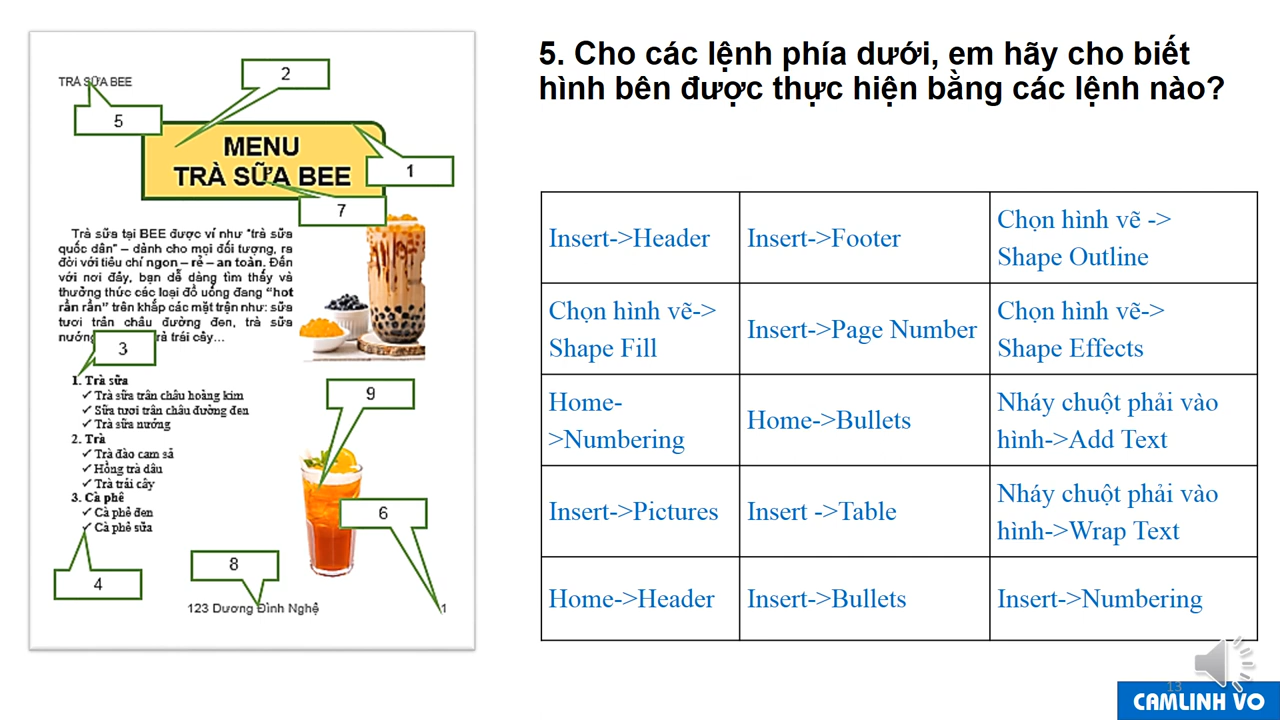 TRÀ SỮA BEE
2
5
MENU
TRÀ SỮA BEE
1
7
Trà sữa tại BEE được ví như “trà sữa
quốc dân” – dành cho mọi đối tượng, ra
đời với tiêu chí ngon – rẻ – an toàn. Đến
với nơi đây, bạn dễ dàng tìm thấy và
thưởng thức các loại đồ uống đang “hot
rần rần” trên khắp các mặt trận như: sữa
tươi trân châu đường đen, trà sữa
nướng rà trái cây...
3
1. Trà sữa
✓ Trà sữa trân châu hoàng kim
✓ Sữa tươi trân châu đường đen
✓ Trà sữa nướng
2. Trà
✓ Trà đào cam sả
✓ Hồng trà dâu
✓ Trà trái cây
3. Cà phê
✓ Cà phê đen
✓ Cà phê sữa
9
6
8
4
123 Dương Đình Nghệ
1
5. Cho các lệnh phía dưới, em hãy cho biết
hình bên được thực hiện bằng các lệnh nào?
Insert->Header
Insert->Footer
Chọn hình vẽ ->
Shape Outline
Chọn hình vẽ->
Shape Fill
Insert->Page Number
Chọn hình vẽ->
Shape Effects
Home-
>Numbering
Home->Bullets
Nháy chuột phải vào
hình->Add Text
Insert->Pictures
Insert ->Table
Nháy chuột phải vào
hình->Wrap Text
Home->Header
Insert->Bullets
Insert->Numbering
13
CAMLINH VO